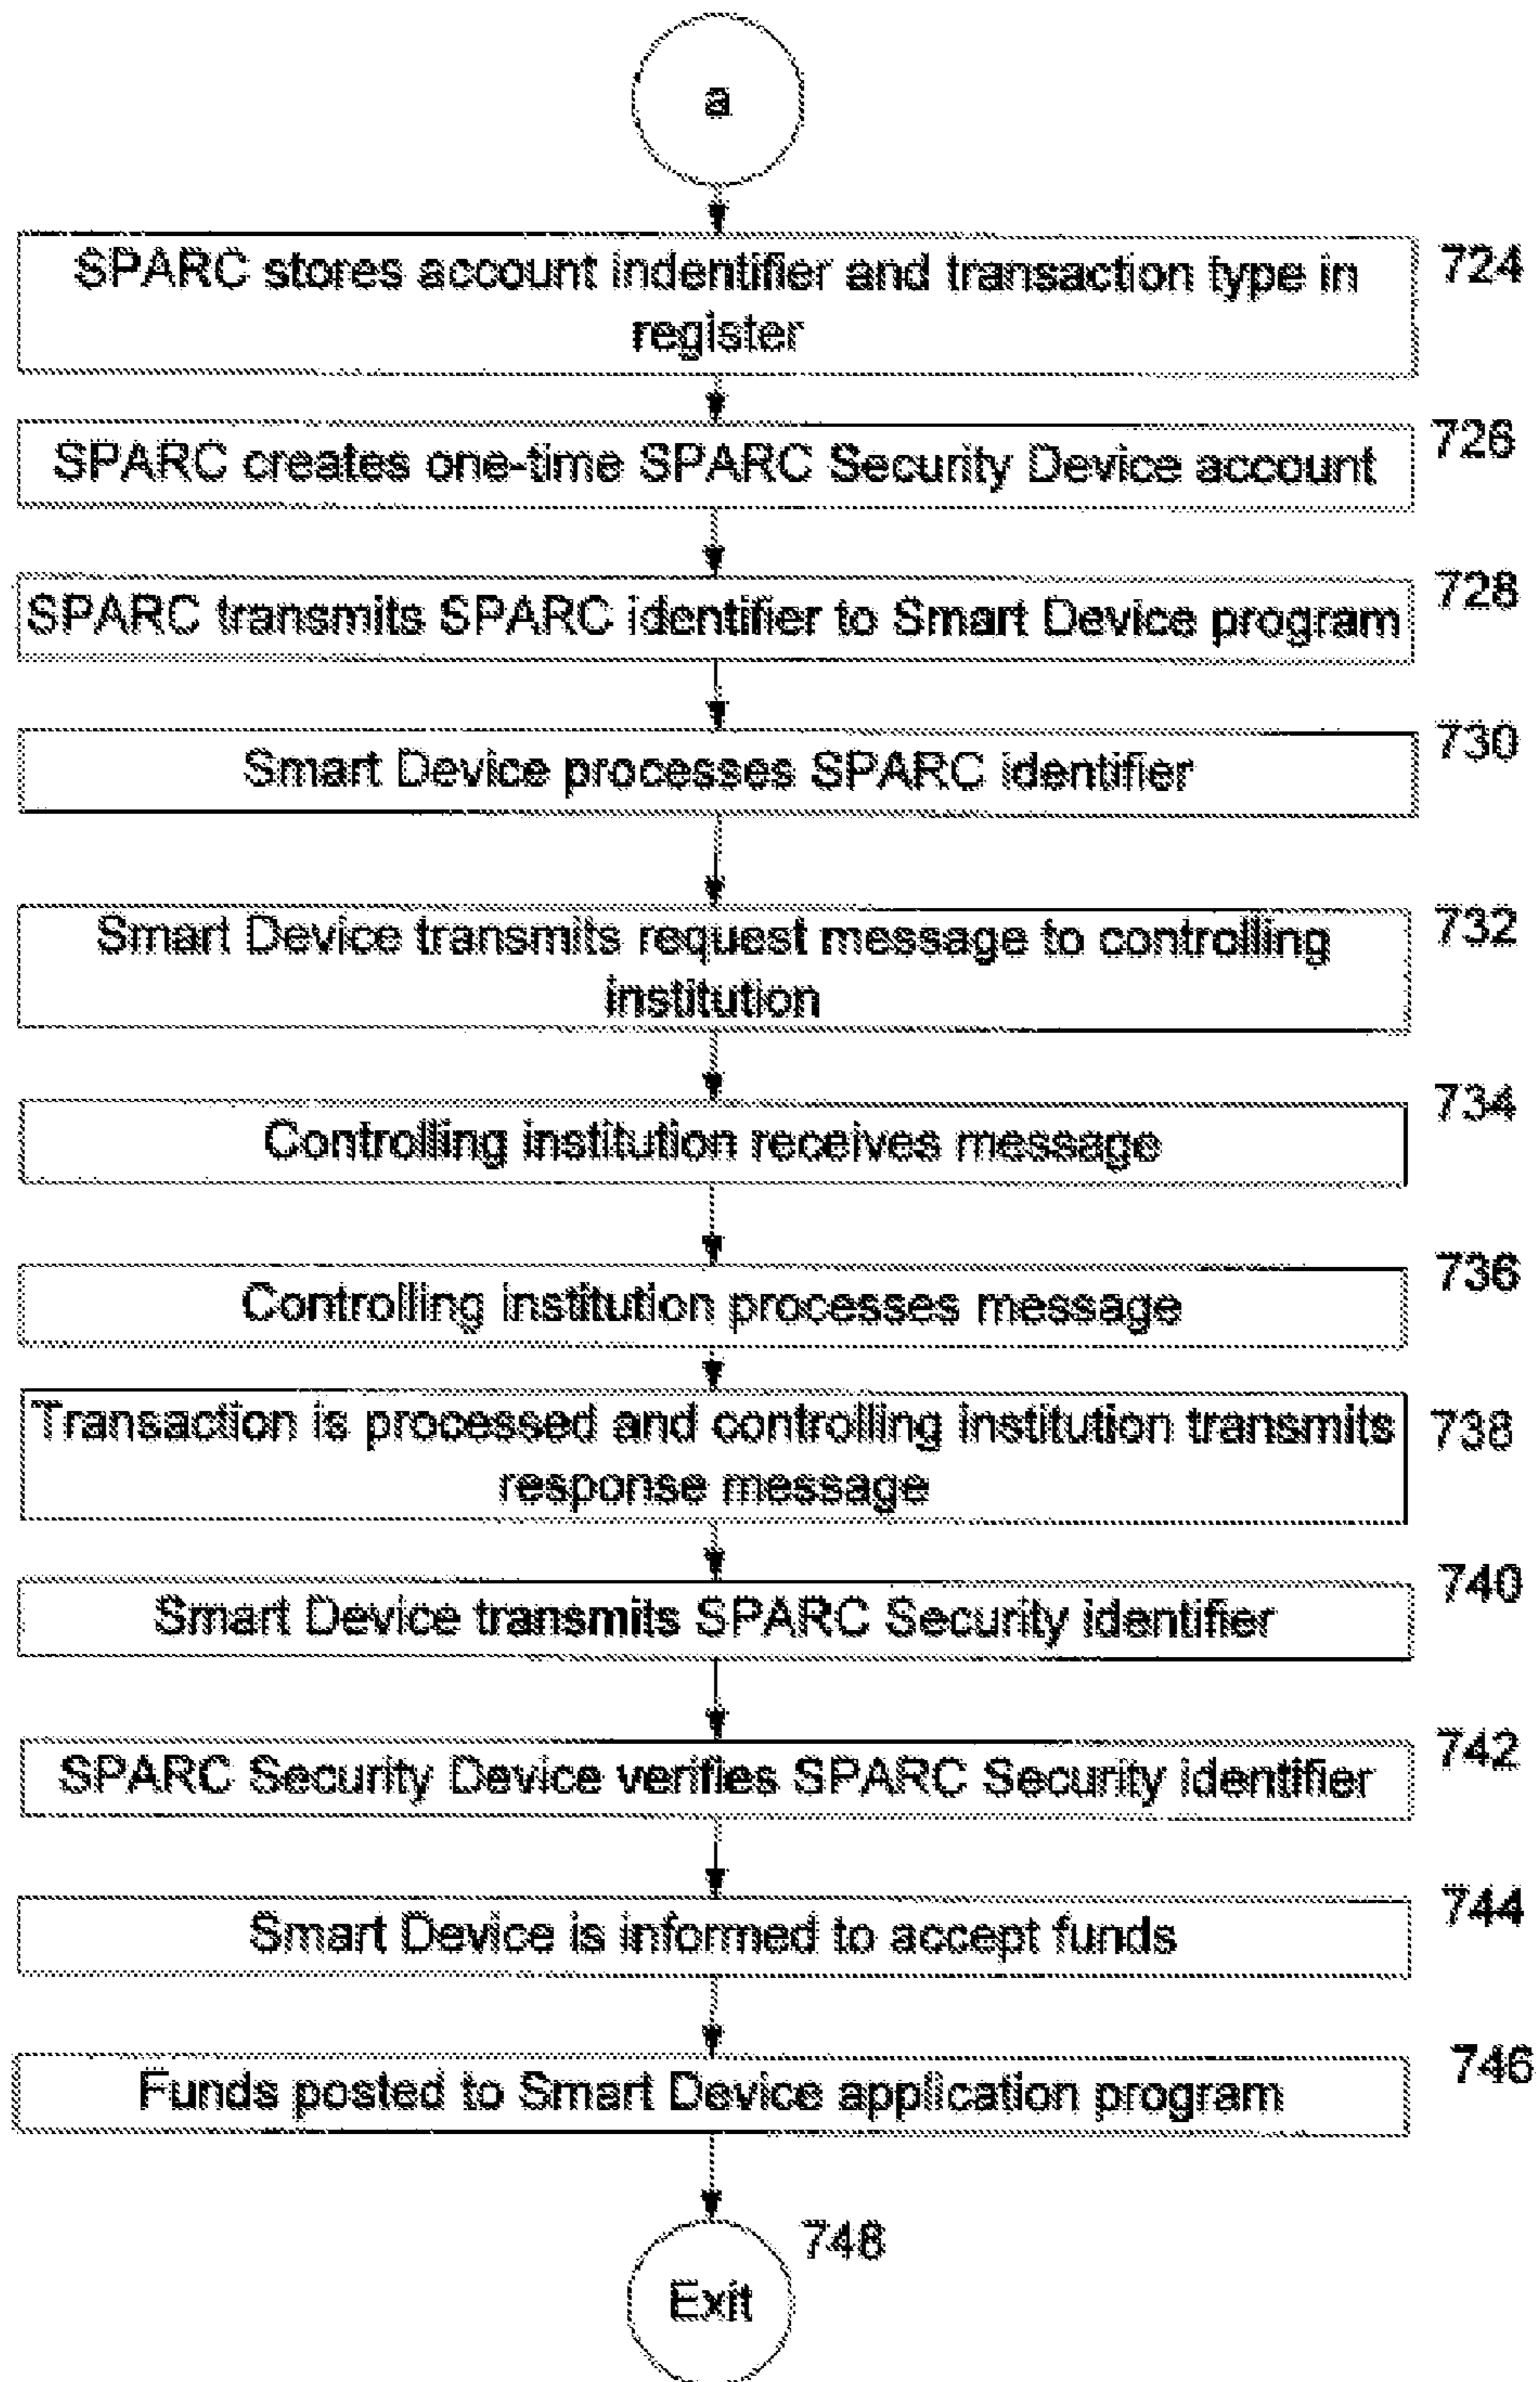 a
SPARC stores account indentifier and transaction type in
register
724
SPARC creates one-time SPARC Security Device account
726
SPARC transmits SPARC identifier to Smart Device program
728
Smart Device processes SPARC identifier
730
Smart Device transmits request message to controlling
institution
732
Controlling institution receives message
734
Controlling institution processes message
736
Transaction is processed and controlling institution transmits
response message
738
Smart Device transmits SPARC Security identifier
740
SPARC Security Device verifies SPARC Security identifier
742
Smart Device is informed to accept funds
744
Funds posted to Smart Device application program
746
Exit
748